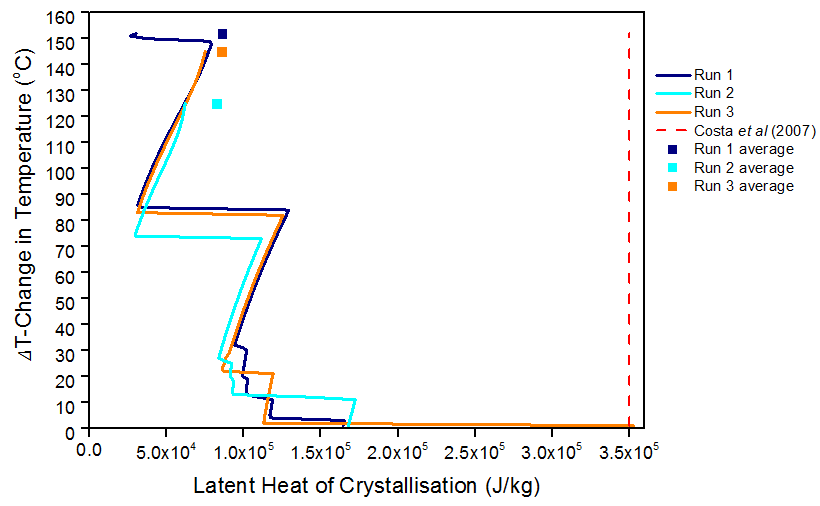 160
150
140
130
120
110
100
90
80
70
60
50
40
30
20
10
0
ΔT-Change in Temperature (°C)
0.0 5.0x10⁴ 1.0x10⁵ 1.5x10⁵ 2.0x10⁵ 2.5x10⁵ 3.0x10⁵ 3.5x10⁵
Latent Heat of Crystallisation (J/kg)
Run 1
Run 2
Run 3
Costa et al (2007)
Run 1 average
Run 2 average
Run 3 average